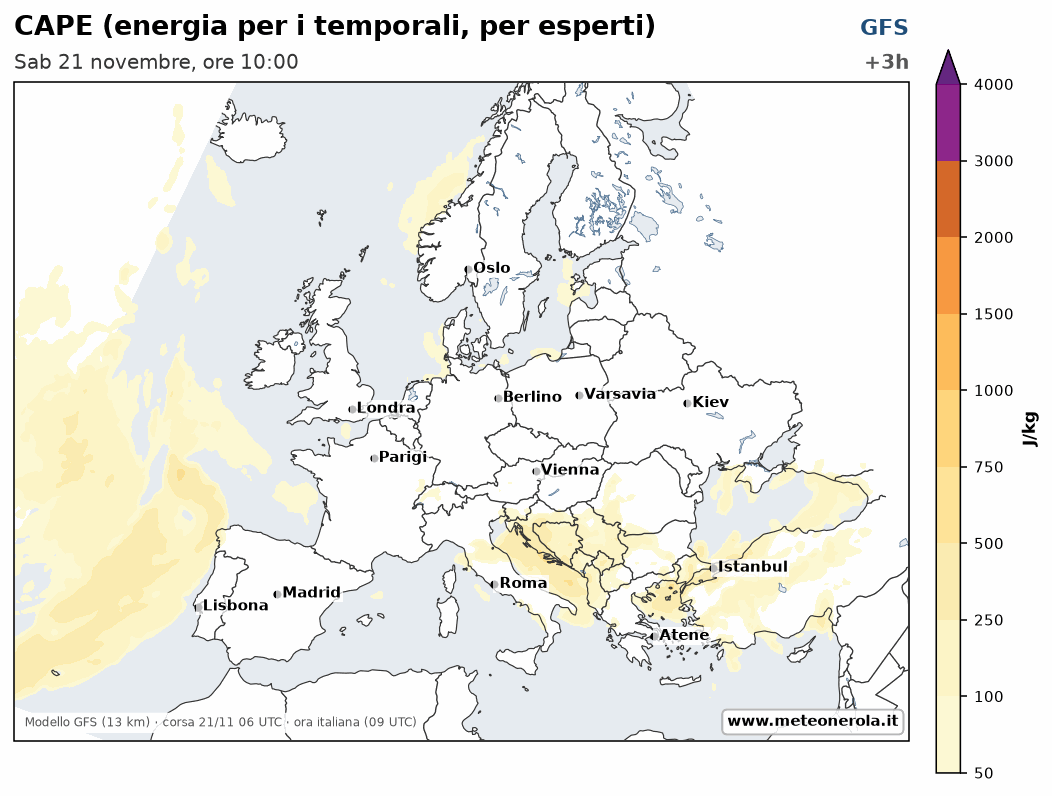 CAPE (energia per i temporali, per esperti)
GFS
Sab 21 novembre, ore 10:00
+3h
4000
3000
2000
1500
1000
750
500
250
100
50
J/kg
Oslo
Londra
Berlino
Varsavia
Kiev
Parigi
Vienna
Istanbul
Madrid
Roma
Lisbona
Atene
Modello GFS (13 km) · corsa 21/11 06 UTC · ora italiana (09 UTC)
www.meteonerola.it